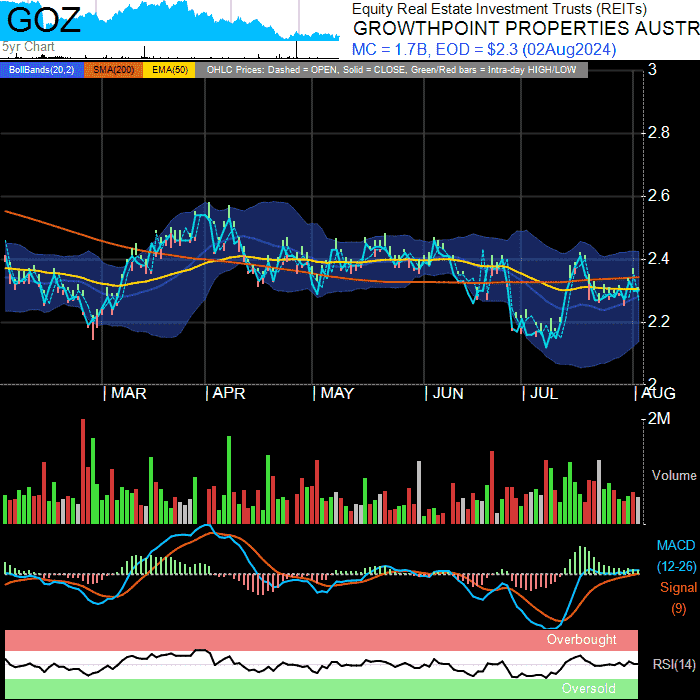 GOZ
5yr Chart
Equity Real Estate Investment Trusts (REITs)
GROWTHPOINT PROPERTIES AUSTR
MC = 1.7B, EOD = $2.3 (02Aug2024)
BollBands(20,2) SMA(200) EMA(50) OHLC Prices: Dashed = OPEN, Solid = CLOSE, Green/Red bars = Intra-day HIGH/LOW
3
2.8
2.6
2.4
2.2
2
MAR APR MAY JUN JUL AUG
2M
Volume
MACD
(12-26)
Signal
(9)
Overbought
RSI(14)
Oversold